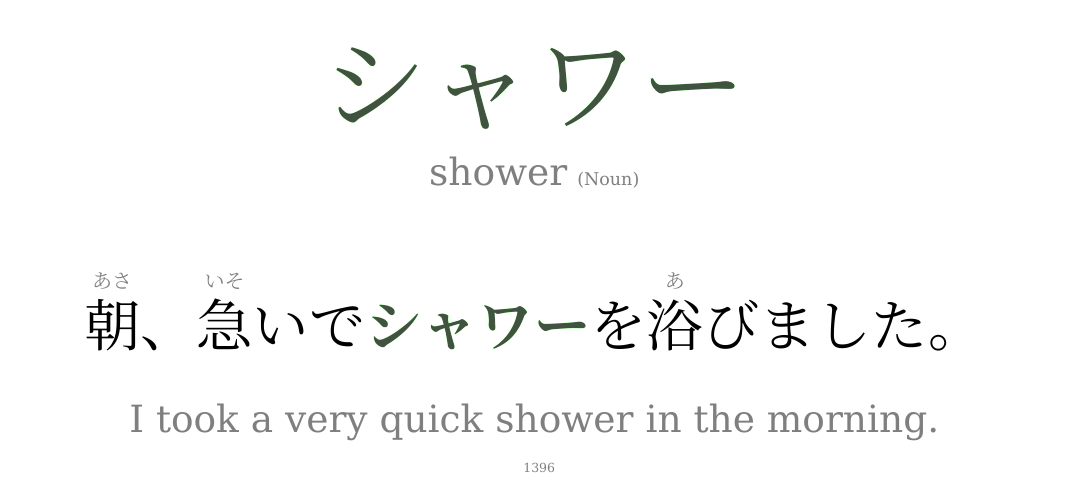 シャワー
shower (Noun)
あさ いそ あ
朝、急いでシャワーを浴びました。
I took a very quick shower in the morning.
1396